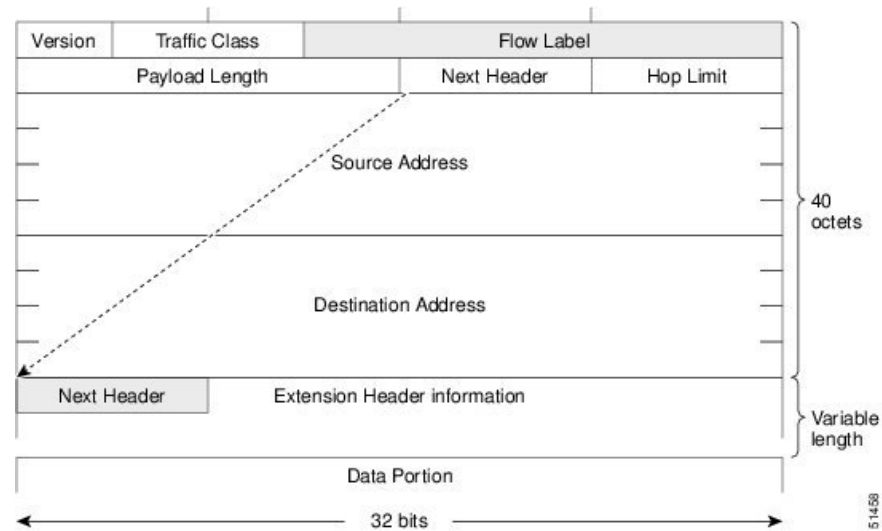 Version Traffic Class Flow Label
Payload Length Next Header Hop Limit
Source Address
40
octets
Destination Address
Next Header Extension Header information
Variable
length
Data Portion
32 bits
51458